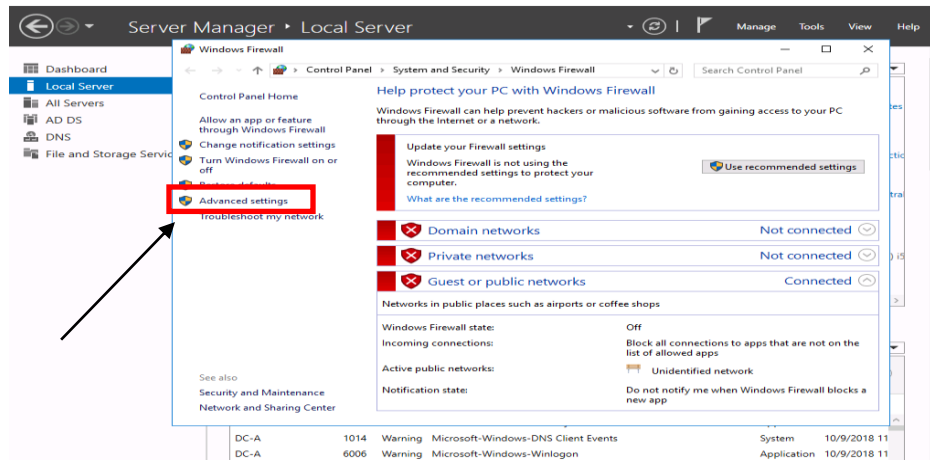 Server Manager ‣ Local Server
Manage Tools View Help
Dashboard
Local Server
All Servers
AD DS
DNS
File and Storage Servic
Windows Firewall
Control Panel > System and Security > Windows Firewall
Search Control Panel
Control Panel Home
Allow an app or feature
through Windows Firewall
Change notification settings
Turn Windows Firewall on or
off
Restore defaults
Advanced settings
Troubleshoot my network
See also
Security and Maintenance
Network and Sharing Center
Help protect your PC with Windows Firewall
Windows Firewall can help prevent hackers or malicious software from gaining access to your PC
through the Internet or a network.
Update your Firewall settings
Windows Firewall is not using the
recommended settings to protect your
computer.
What are the recommended settings?
Use recommended settings
Domain networks Not connected
Private networks Not connected
Guest or public networks Connected
Networks in public places such as airports or coffee shops
Windows Firewall state: Off
Incoming connections: Block all connections to apps that are not on the
list of allowed apps
Active public networks: Unidentified network
Notification state: Do not notify me when Windows Firewall blocks a
new app
DC-A 1014 Warning Microsoft-Windows-DNS Client Events System 10/9/2018 11
DC-A 6006 Warning Microsoft-Windows-Winlogon Application 10/9/2018 11